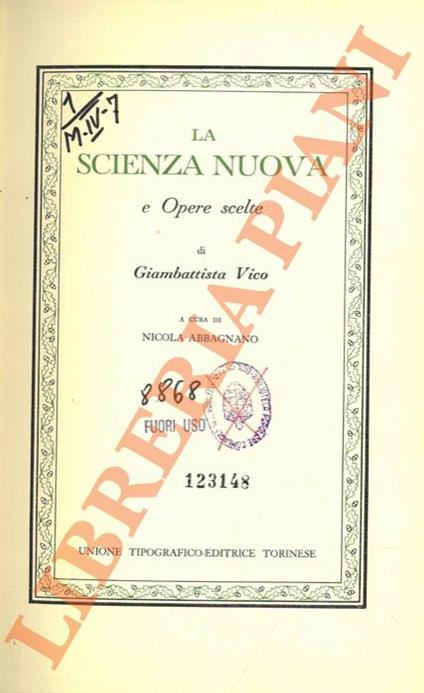 1
M-IV-7
LA
SCIENZA NUOVA
e Opere scelte
di
Giambattista Vico
A CURA DI
NICOLA ABBAGNANO
8868
FUORI USO
123148
UNIONE TIPOGRAFICO-EDITRICE TORINESE
LIBRERIA PIANI